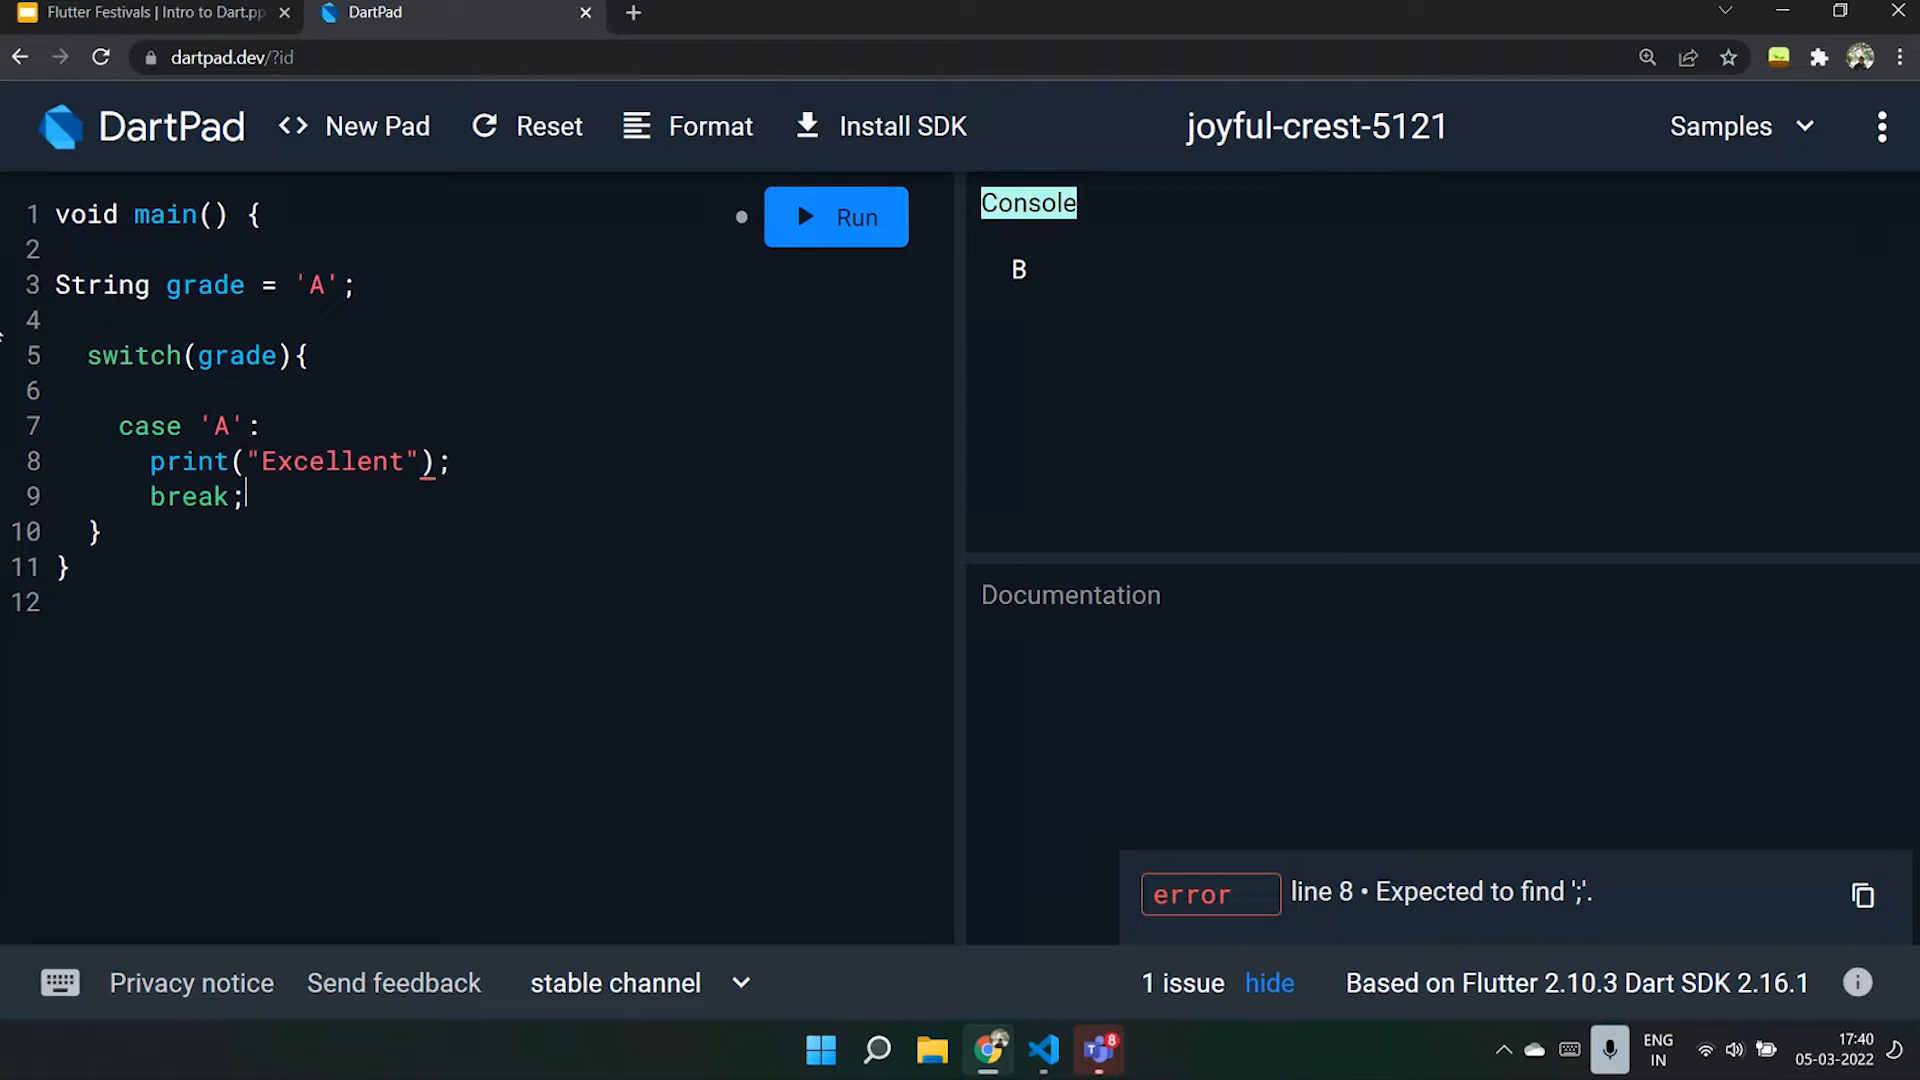 Flutter Festivals | Intro to Dart.pp
DartPad
dartpad.dev/?id
DartPad
<> New Pad
Reset
Format
Install SDK
joyful-crest-5121
Samples
1 void main() {
2
3 String grade = 'A';
4
5 switch(grade){
6
7 case 'A':
8 print("Excellent");
9 break;
10 }
11 }
12
Run
Console
B
Documentation
error line 8 • Expected to find ';'.
Privacy notice
Send feedback
stable channel
1 issue hide
Based on Flutter 2.10.3 Dart SDK 2.16.1
8
ENG
IN
17:40
05-03-2022